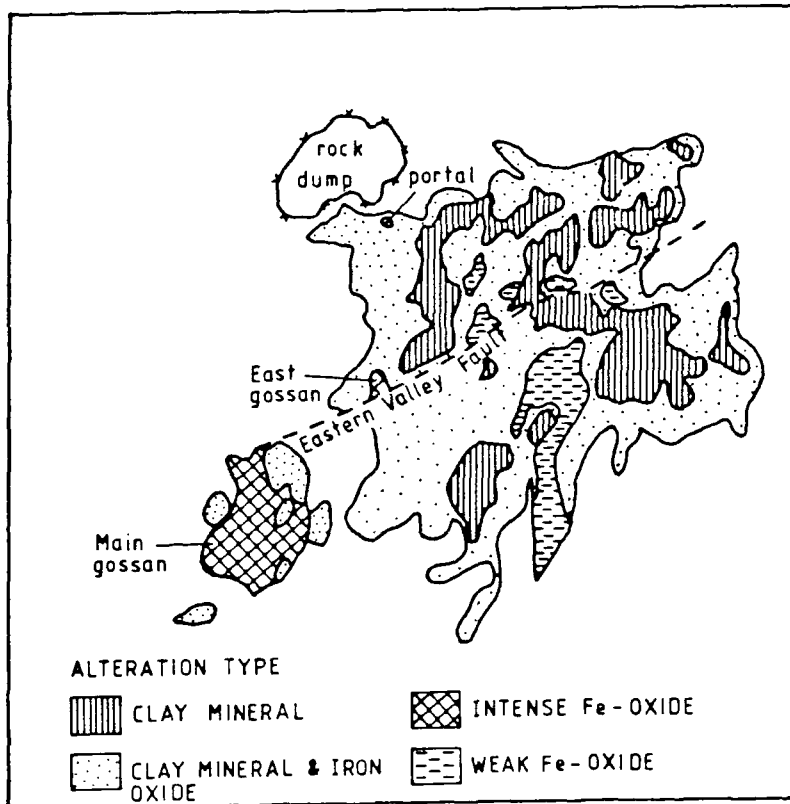 rock
dump
portal
East
gossan
Eastern Valley Fault
Main
gossan
ALTERATION TYPE
CLAY MINERAL
INTENSE Fe-OXIDE
CLAY MINERAL & IRON
OXIDE
WEAK Fe-OXIDE